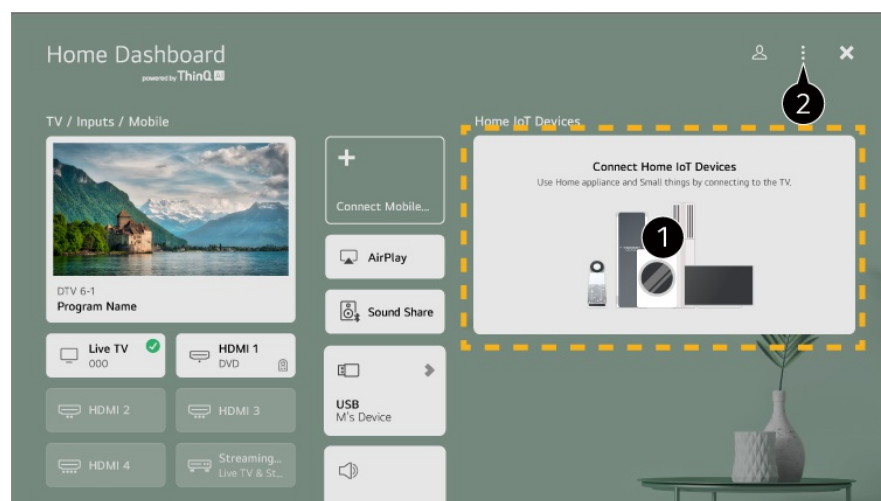 Home Dashboard
powered by ThinQ AI
2
TV / Inputs / Mobile
Home IoT Devices
DTV 6-1
Program Name
Live TV
000
HDMI 1
DVD
HDMI 2
HDMI 3
HDMI 4
Streaming...
Live TV & St...
Connect Mobile...
AirPlay
Sound Share
USB
M's Device
Connect Home IoT Devices
Use Home appliance and Small things by connecting to the TV.
1